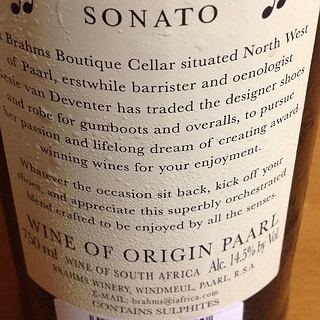 SONATO
Brahms Boutique Cellar situated North West
of Paarl, erstwhile barrister and oenologist
Gesie van Deventer has traded the designer shoes
and robe for gumboots and overalls, to pursue
her passion and lifelong dream of creating award
winning wines for your enjoyment.
Whatever the occasion sit back, kick off your
shoes, and appreciate this superbly orchestrated
blend crafted to be enjoyed by all the senses.
WINE OF ORIGIN PAARL
750 ml WINE OF SOUTH AFRICA Alc. 14.5% by Vol.
BRAHMS WINERY, WINDMEUL, PAARL, R.S.A
E-MAIL: brahms@iafrica.com
CONTAINS SULPHITES